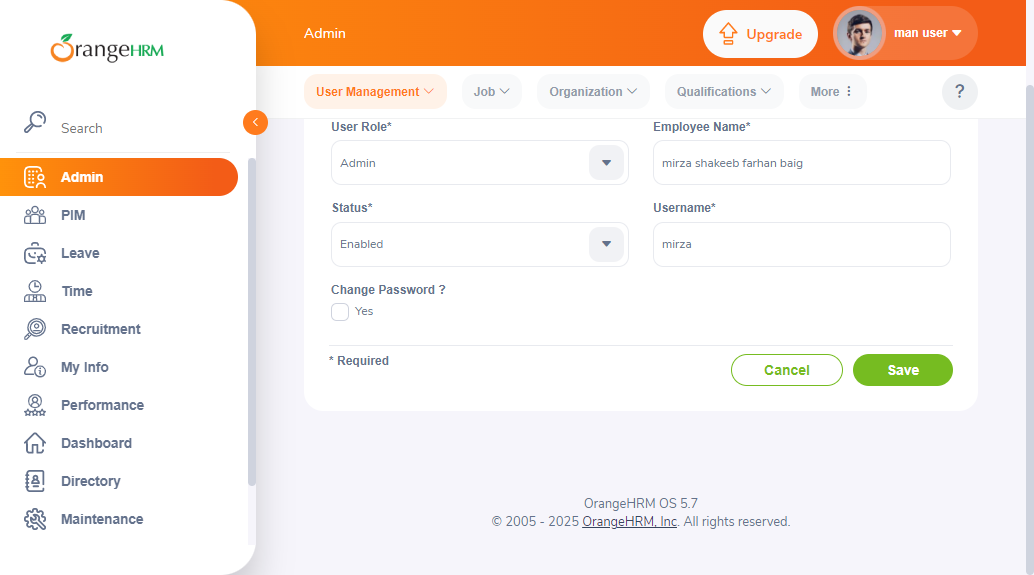 OrangeHRM
Admin
Upgrade
man user
User Management
Job
Organization
Qualifications
More
?
Search
Admin
PIM
Leave
Time
Recruitment
My Info
Performance
Dashboard
Directory
Maintenance
User Role*
Employee Name*
Admin
mirza shakeeb farhan baig
Status*
Username*
Enabled
mirza
Change Password ?
Yes
* Required
Cancel
Save
OrangeHRM OS 5.7
© 2005 - 2025 OrangeHRM, Inc. All rights reserved.